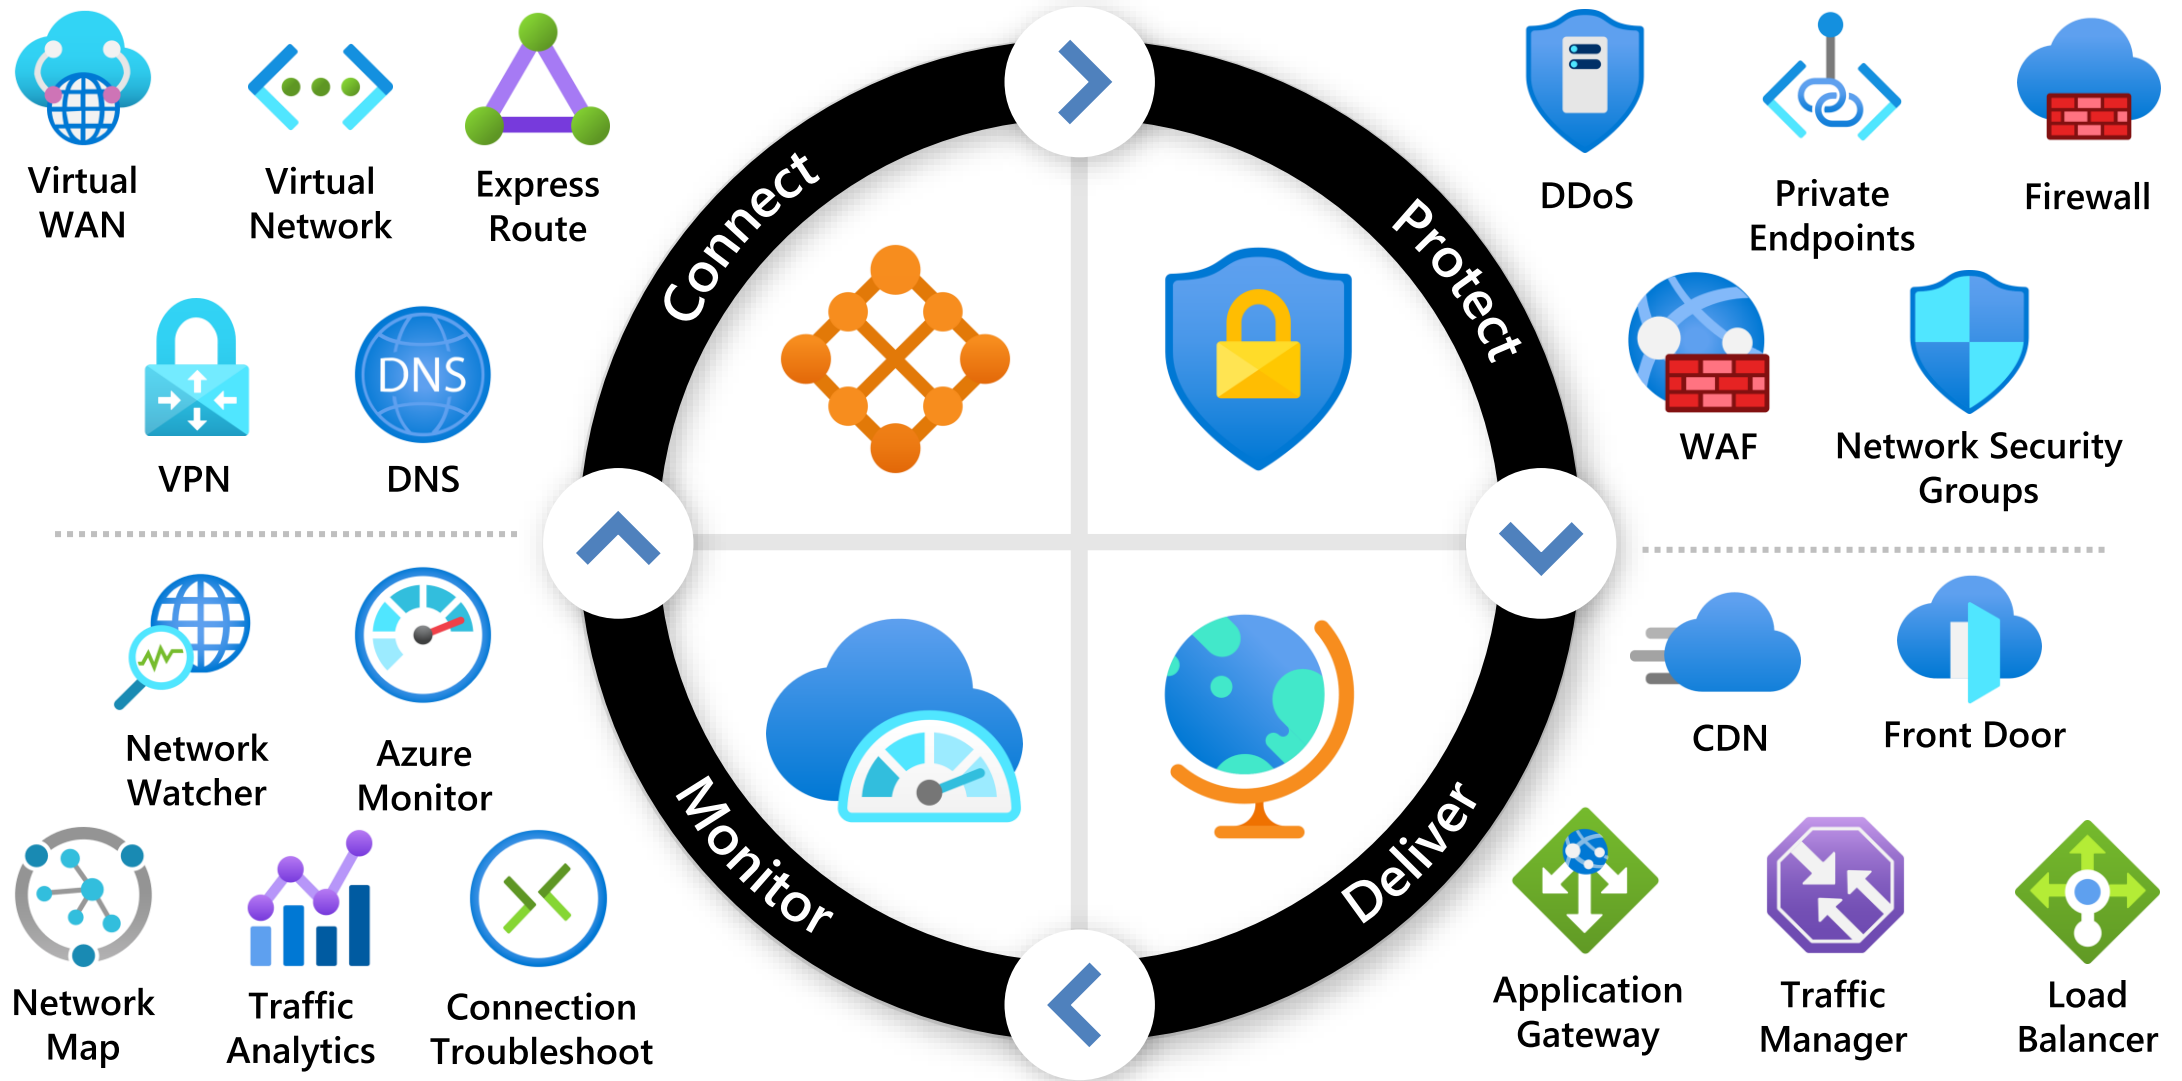 Virtual
WAN
Virtual
Network
Express
Route
VPN
DNS
DNS
Connect
Protect
DDoS
Private
Endpoints
Firewall
WAF
Network Security
Groups
Network
Watcher
Azure
Monitor
Network
Map
Traffic
Analytics
Connection
Troubleshoot
Monitor
Deliver
CDN
Front Door
Application
Gateway
Traffic
Manager
Load
Balancer